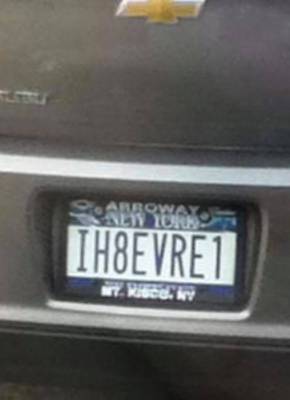 ARROWAY
NEW YORK
IH8EVRE1
MT. KISCO, NY